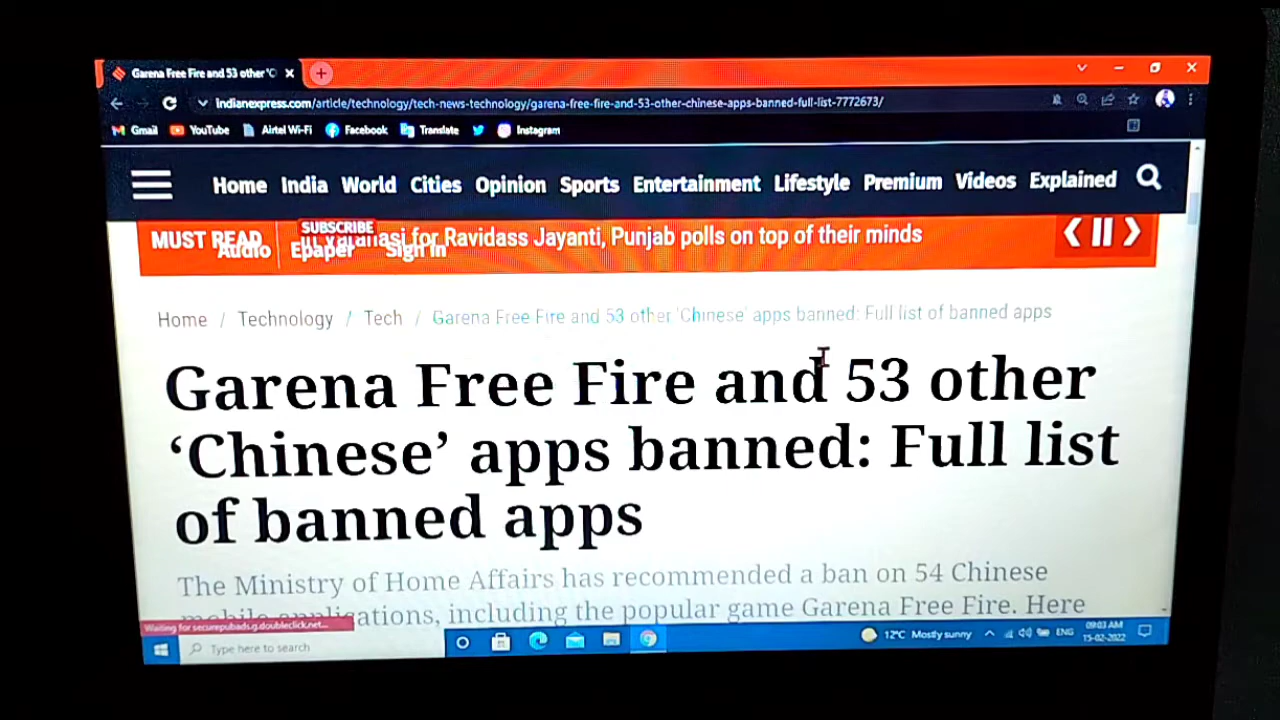 Garena Free Fire and 53 other 'C
indianexpress.com/article/technology/tech-news-technology/garena-free-fire-and-53-other-chinese-apps-banned-full-list-7772673/
Gmail YouTube Airtel Wi-Fi Facebook Translate Instagram
Home India World Cities Opinion Sports Entertainment Lifestyle Premium Videos Explained
SUBSCRIBE
MUST READ In Varanasi for Ravidass Jayanti, Punjab polls on top of their minds
Audio Epaper Sign In
Home / Technology / Tech / Garena Free Fire and 53 other 'Chinese' apps banned: Full list of banned apps
Garena Free Fire and 53 other
‘Chinese’ apps banned: Full list
of banned apps
The Ministry of Home Affairs has recommended a ban on 54 Chinese
mobile applications, including the popular game Garena Free Fire. Here
Waiting for securepubads.g.doubleclick.net...
Type here to search 12°C Mostly sunny ENG 09:03 AM
15-02-2022